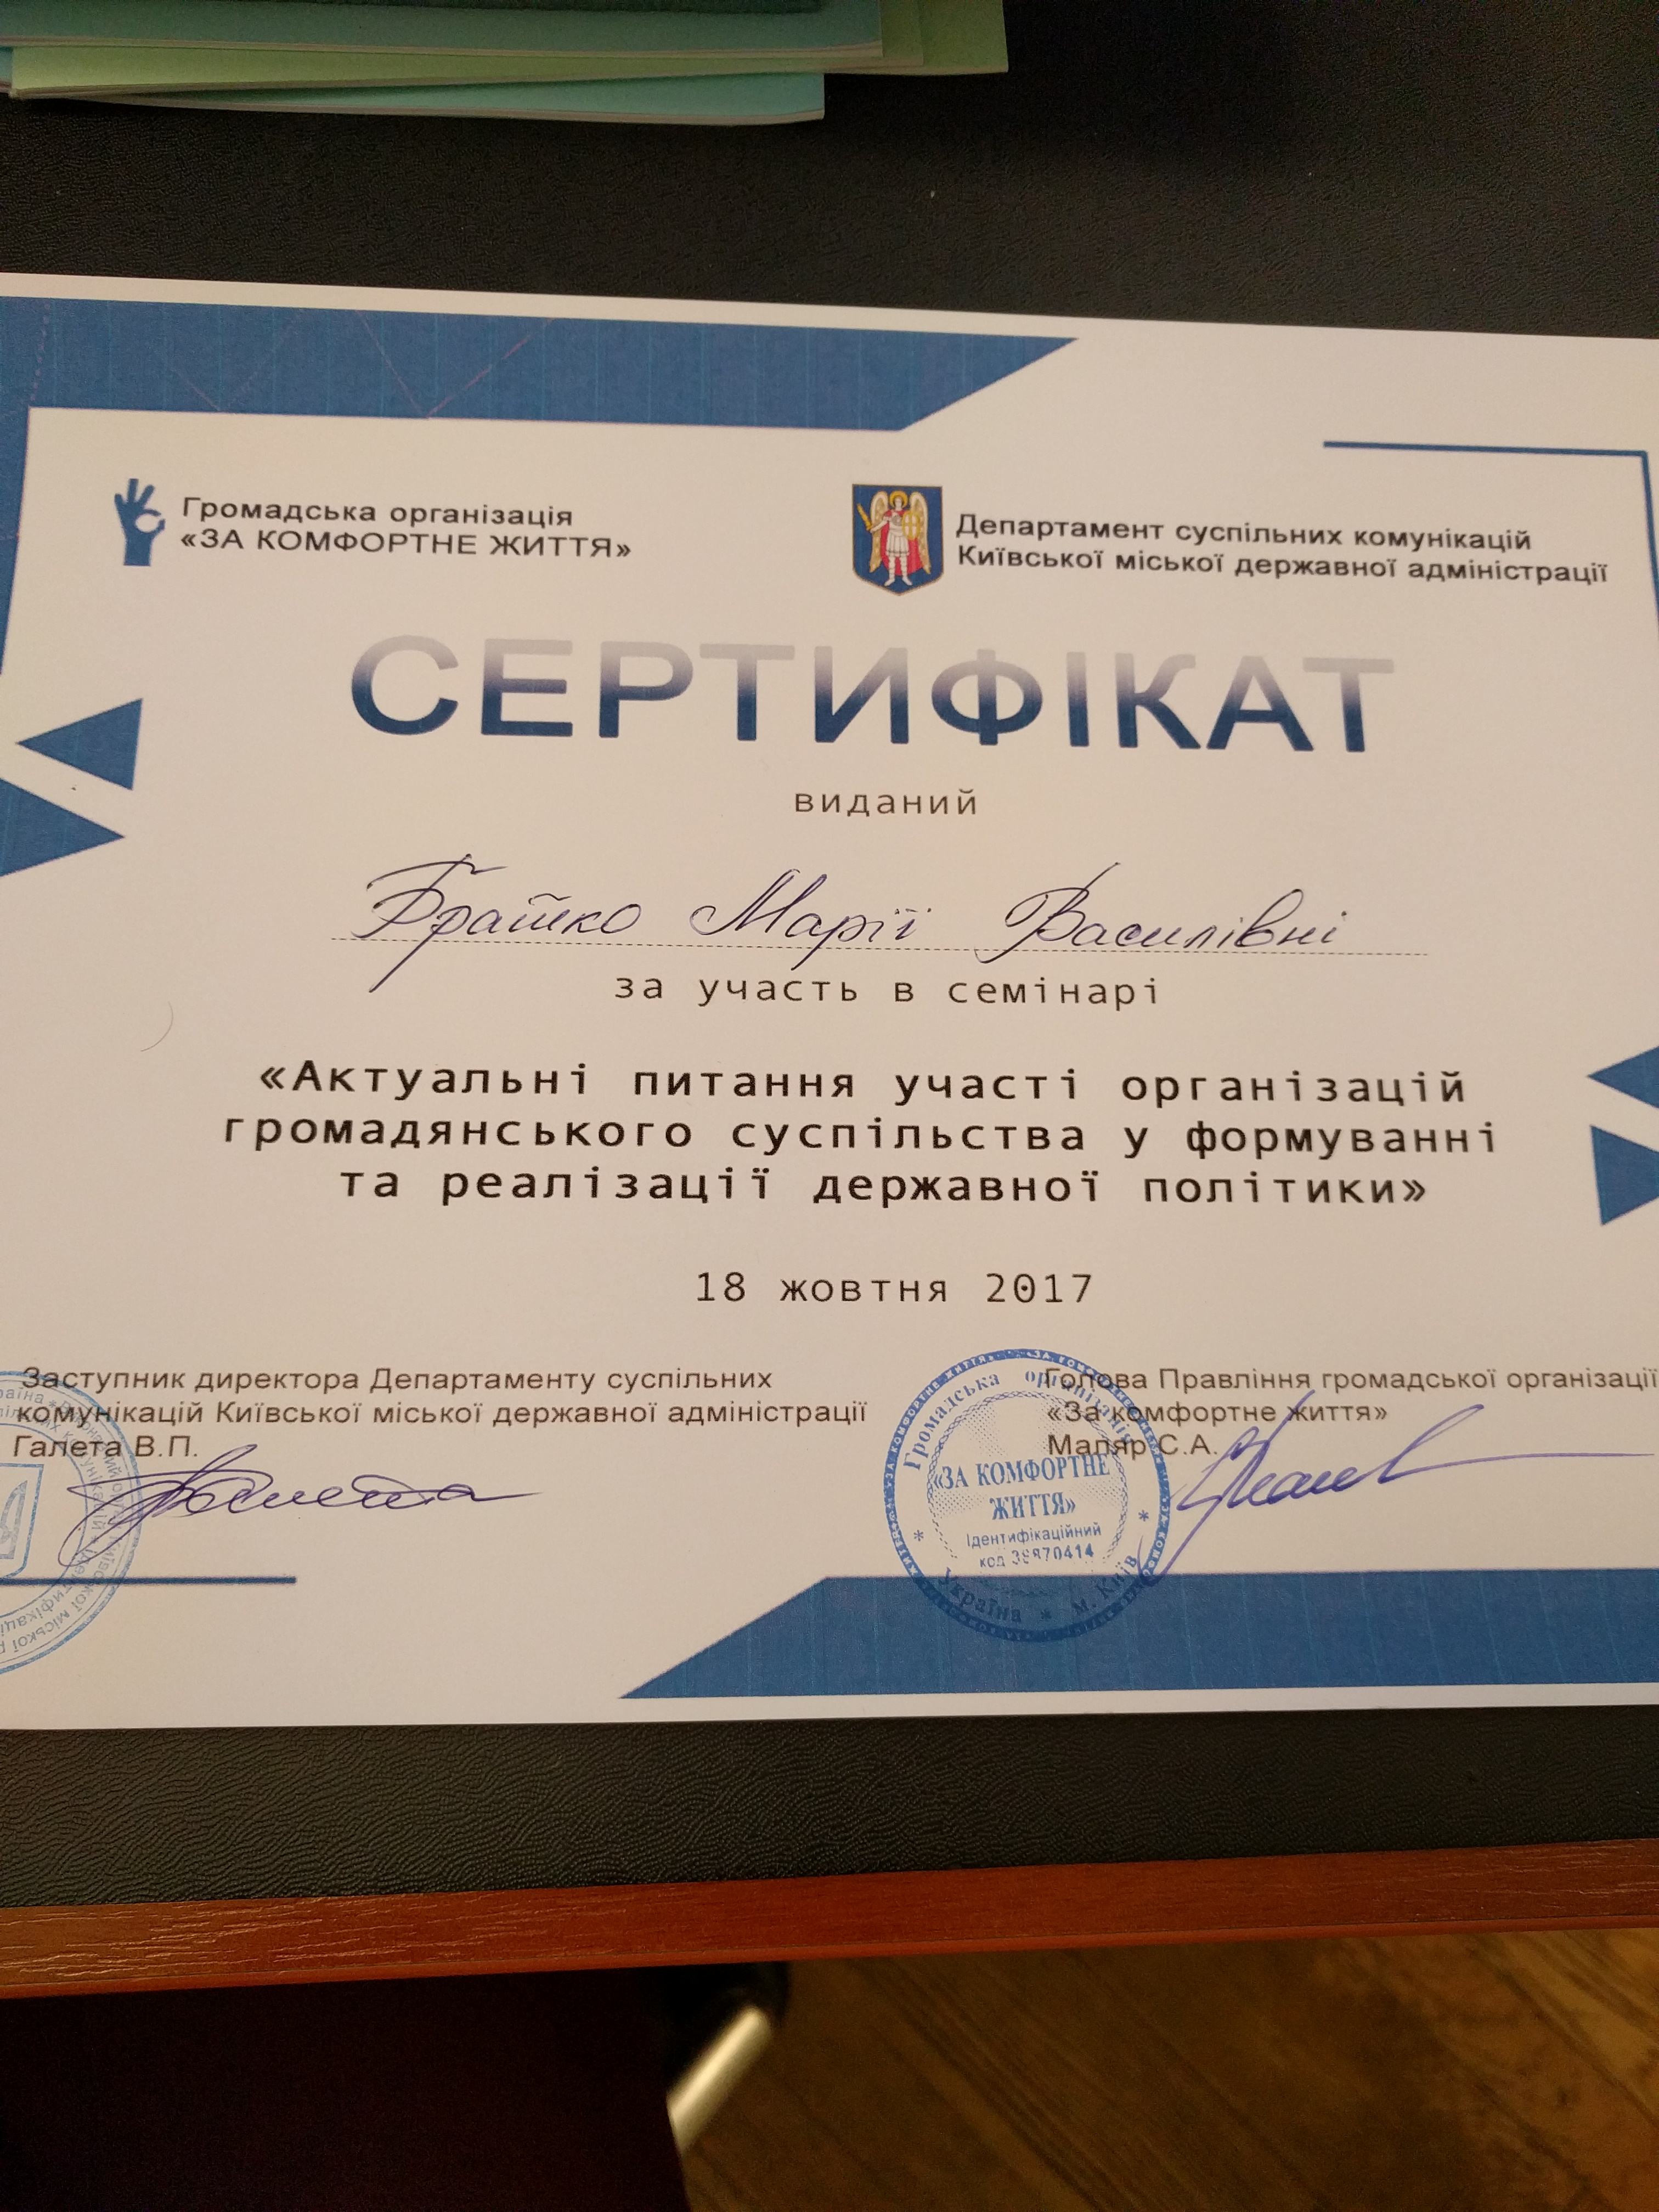 Громадська організація
«ЗА КОМФОРТНЕ ЖИТТЯ»
Департамент суспільних комунікацій
Київської міської державної адміністрації
СЕРТИФІКАТ
виданий
Братко Марії Василівні
за участь в семінарі
«Актуальні питання участі організацій
громадянського суспільства у формуванні
та реалізації державної політики»
18 жовтня 2017
Заступник директора Департаменту суспільних
комунікацій Київської міської державної адміністрації
Галета В.П.
Голова Правління громадської організації
«За комфортне життя»
Маляр С.А.
Громадська організація
«ЗА КОМФОРТНЕ
ЖИТТЯ»
Ідентифікаційний
код
Україна * м. Київ